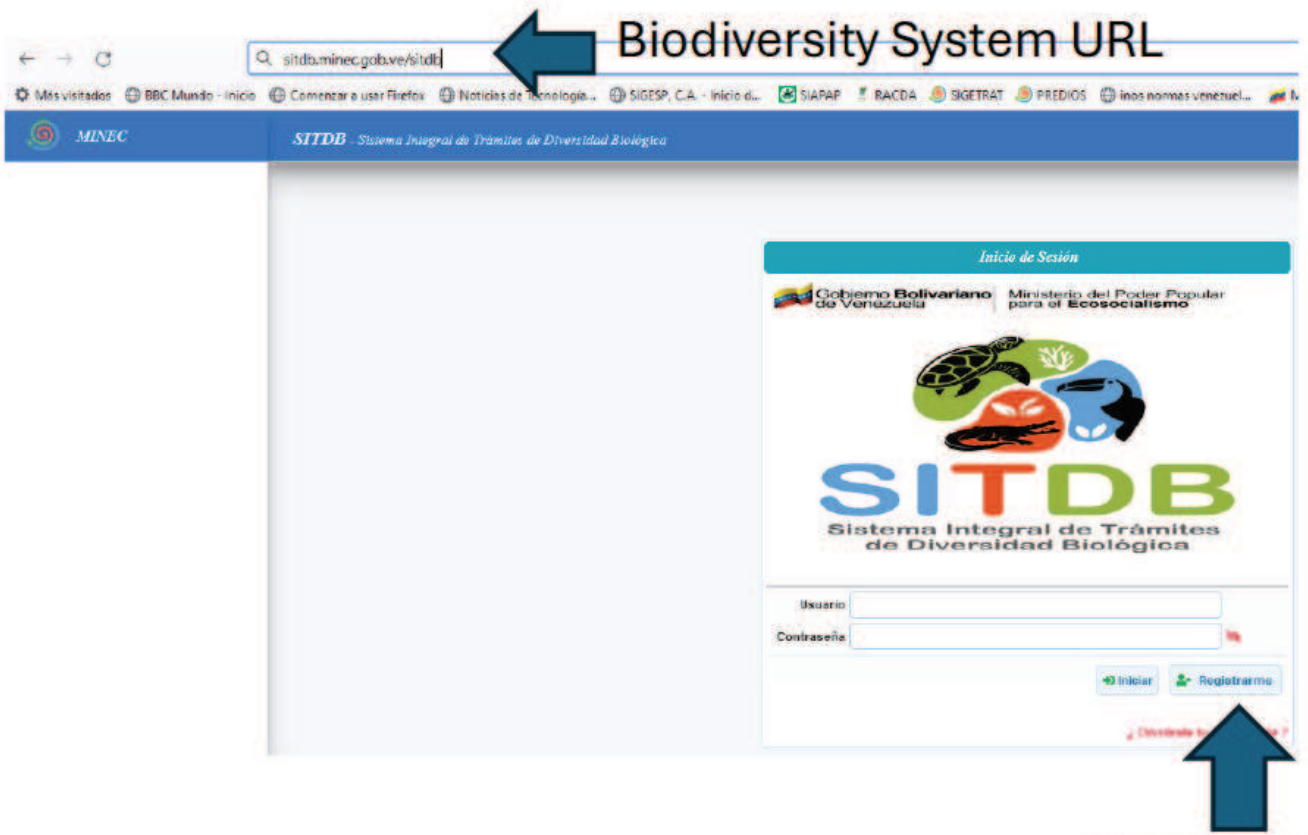 Biodiversity System URL
sitdb.minec.gob.ve/sitdb
Más visitados BBC Mundo - Inicio Comenzar a usar Firefox Noticias de Tecnología... SIGESP, C.A. - Inicio d... SIAPAP RACDA SIGETRAT PREDIOS inos normas venezuel...
MINEC SITDB - Sistema Integral de Trámites de Diversidad Biológica
Inicio de Sesión
Gobierno Bolivariano de Venezuela
Ministerio del Poder Popular para el Ecosocialismo
SITDB
Sistema Integral de Trámites
de Diversidad Biológica
Usuario
Contraseña
Iniciar Registrarme